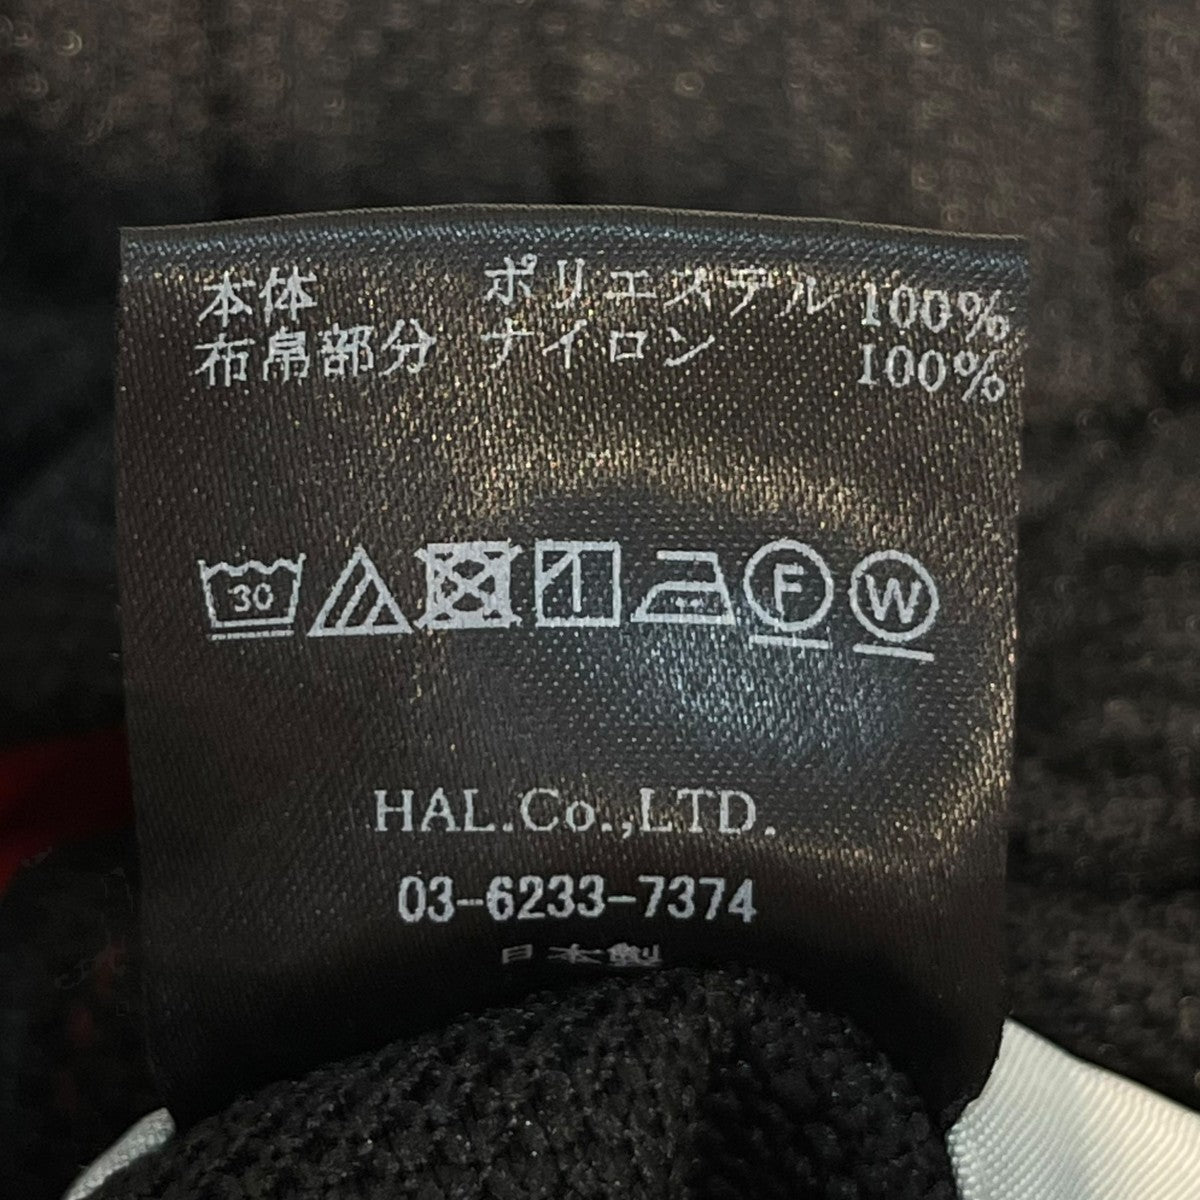 本体 ポリエステル 100%
布帛部分 ナイロン 100%
30 F W
HAL.Co.,LTD.
03-6233-7374
日本製